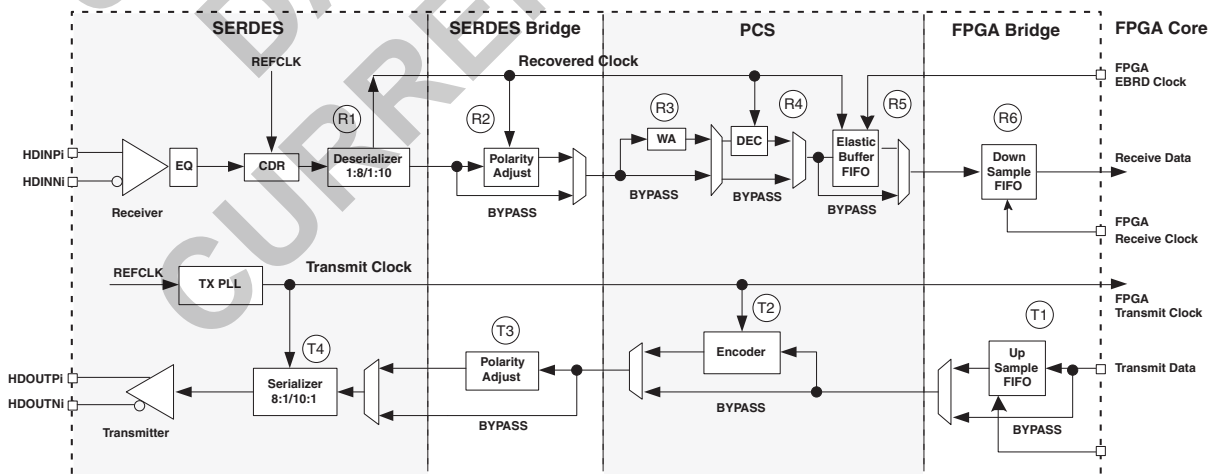 SERDES
SERDES Bridge
PCS
FPGA Bridge
FPGA Core
REFCLK
Recovered Clock
FPGA
EBRD Clock
R1
R2
R3
R4
R5
R6
HDINPi
HDINNi
EQ
CDR
Deserializer
1:8/1:10
Polarity
Adjust
WA
DEC
Elastic
Buffer
FIFO
Down
Sample
FIFO
Receive Data
Receiver
BYPASS
BYPASS
BYPASS
BYPASS
FPGA
Receive Clock
REFCLK
TX PLL
Transmit Clock
FPGA
Transmit Clock
T4
T3
T2
T1
HDOUTPi
HDOUTNi
Transmitter
Serializer
8:1/10:1
Polarity
Adjust
Encoder
Up
Sample
FIFO
Transmit Data
BYPASS
BYPASS
BYPASS
CURREN